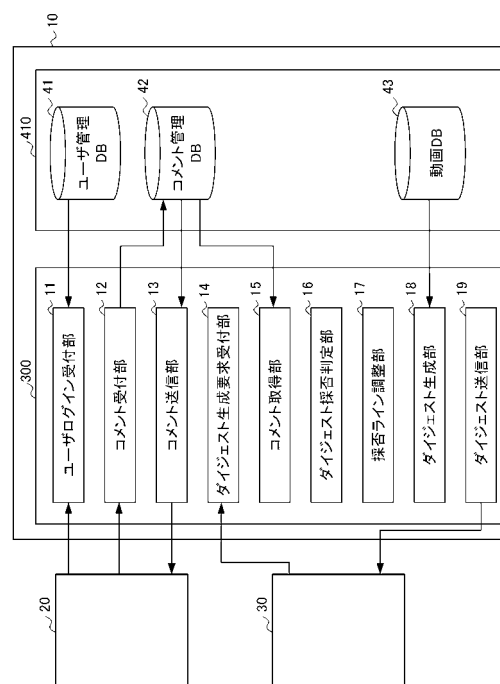 10
410
41
ユーザ管理
DB
42
コメント管理
DB
43
動画DB
300
11
ユーザログイン受付部
12
コメント受付部
13
コメント送信部
14
ダイジェスト生成要求受付部
15
コメント取得部
16
ダイジェスト採否判定部
17
採否ライン調整部
18
ダイジェスト生成部
19
ダイジェスト送信部
20
30